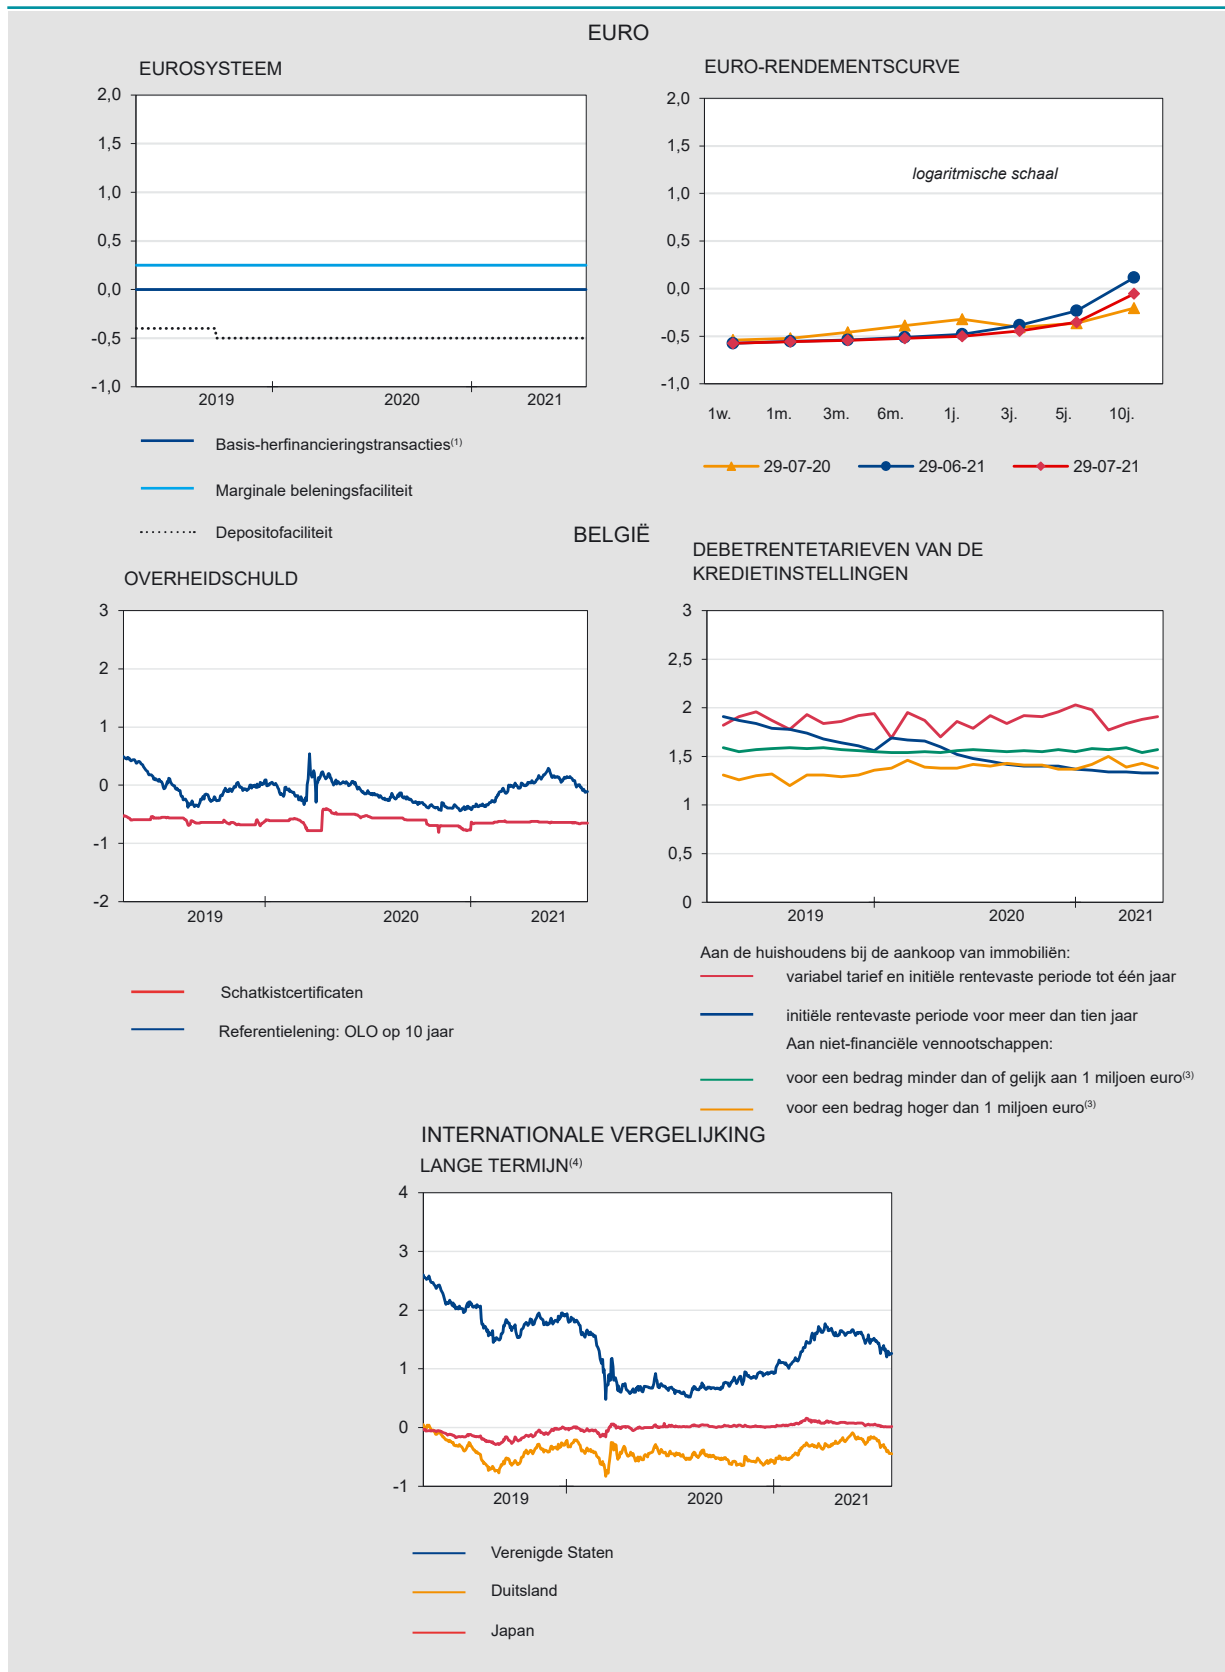 EURO
EUROSYSTEEM
2,0
1,5
1,0
0,5
0,0
-0,5
-1,0
2019 2020 2021
Basis-herfinancieringstransacties(1)
Marginale beleningsfaciliteit
Depositofaciliteit
EURO-RENDEMENTSCURVE
2,0
1,5
1,0
0,5
0,0
-0,5
-1,0
logaritmische schaal
1w. 1m. 3m. 6m. 1j. 3j. 5j. 10j.
29-07-20 29-06-21 29-07-21
BELGIË
OVERHEIDSCHULD
3
2
1
0
-1
-2
2019 2020 2021
Schatkistcertificaten
Referentielening: OLO op 10 jaar
DEBETRENTETARIEVEN VAN DE
KREDIETINSTELLINGEN
3
2,5
2
1,5
1
0,5
0
2019 2020 2021
Aan de huishoudens bij de aankoop van immobiliën:
variabel tarief en initiële rentevaste periode tot één jaar
initiële rentevaste periode voor meer dan tien jaar
Aan niet-financiële vennootschappen:
voor een bedrag minder dan of gelijk aan 1 miljoen euro(3)
voor een bedrag hoger dan 1 miljoen euro(3)
INTERNATIONALE VERGELIJKING
LANGE TERMIJN(4)
4
3
2
1
0
-1
2019 2020 2021
Verenigde Staten
Duitsland
Japan